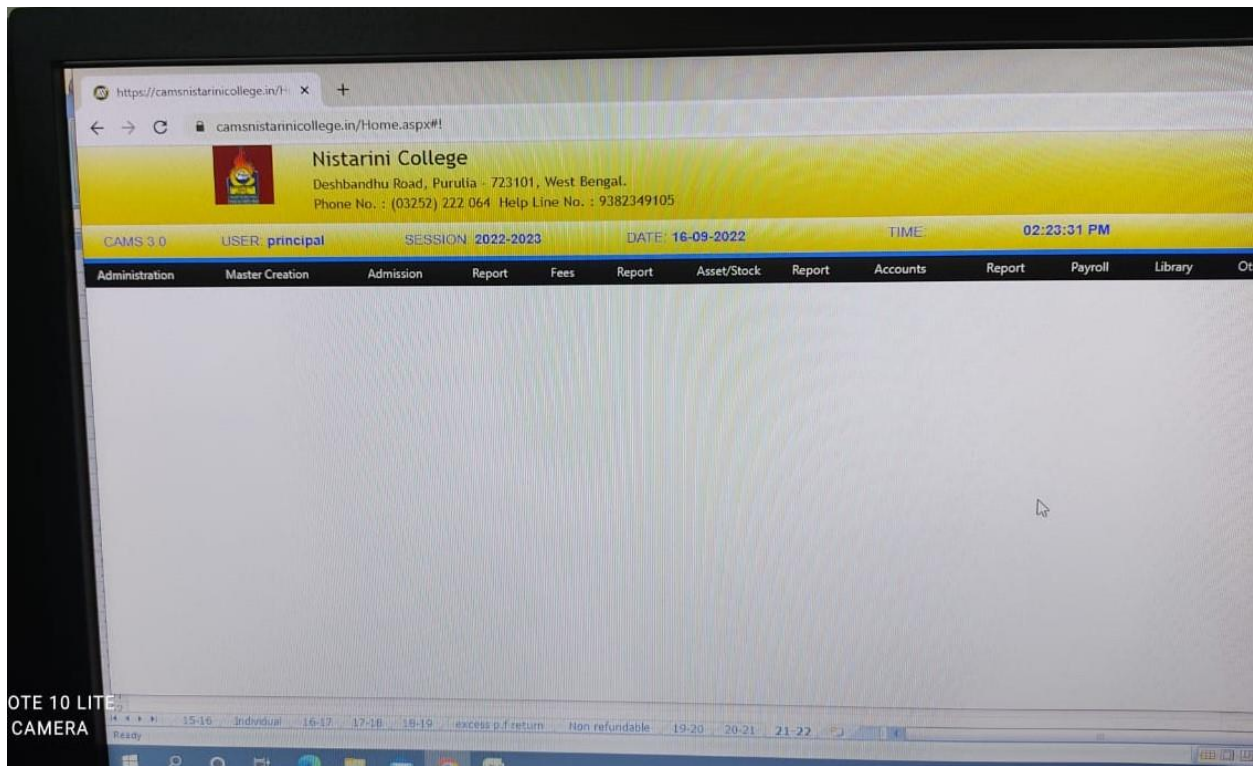 https://camsnistarinicollege.in/H
camsnistarinicollege.in/Home.aspx#!
Nistarini College
Deshbandhu Road, Purulia - 723101, West Bengal.
Phone No. : (03252) 222 064 Help Line No. : 9382349105
CAMS 3.0 USER: principal SESSION: 2022-2023 DATE: 16-09-2022 TIME: 02:23:31 PM
Administration Master Creation Admission Report Fees Report Asset/Stock Report Accounts Report Payroll Library Ot
15-16 Individual 16-17 17-18 18-19 excess p.f return Non refundable 19-20 20-21 21-22
Ready
OTE 10 LITE
CAMERA